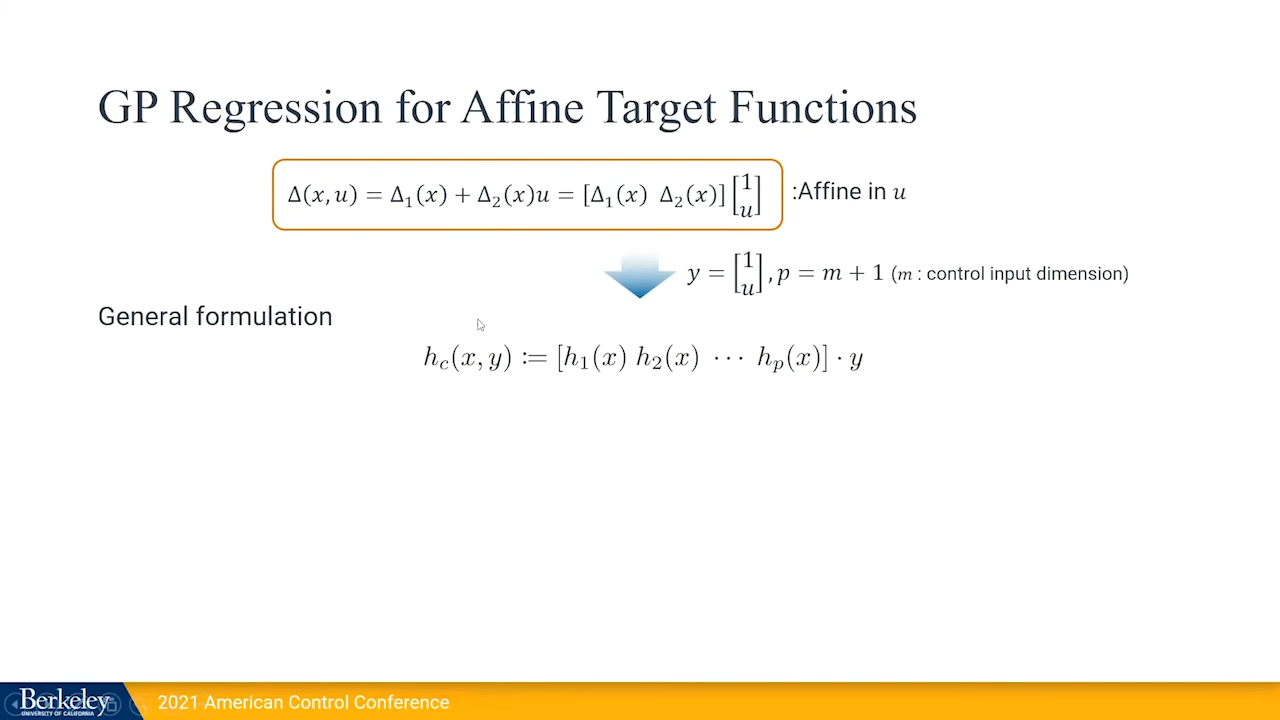 GP Regression for Affine Target Functions
Δ(x, u) = Δ₁(x) + Δ₂(x)u = [Δ₁(x) Δ₂(x)] [1 u] :Affine in u
y = [1 u], p = m + 1 (m : control input dimension)
General formulation
h_c(x, y) := [h₁(x) h₂(x) ··· h_p(x)] · y
Berkeley
UNIVERSITY OF CALIFORNIA
2021 American Control Conference